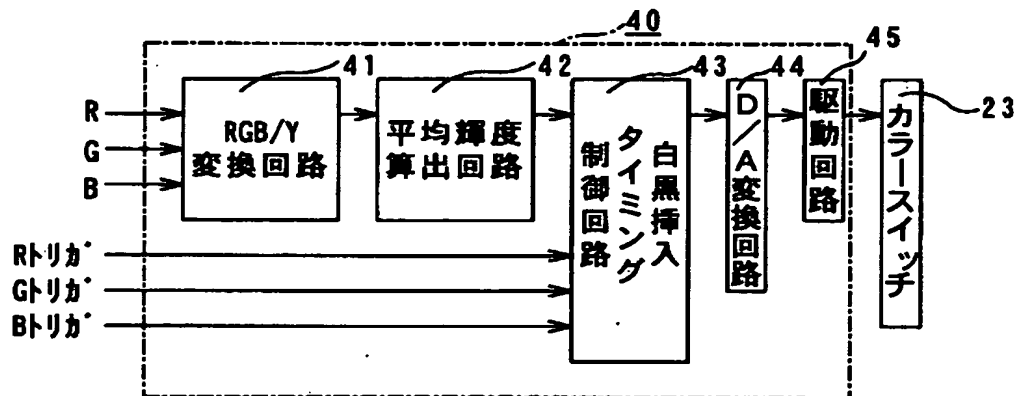 40
41
42
43
44
45
23
R
G
B
RGB/Y
変換回路
平均輝度
算出回路
白黒挿入
タイミング
制御回路
D/A変換回路
駆動回路
カラースイッチ
Rトリガ
Gトリガ
Bトリガ